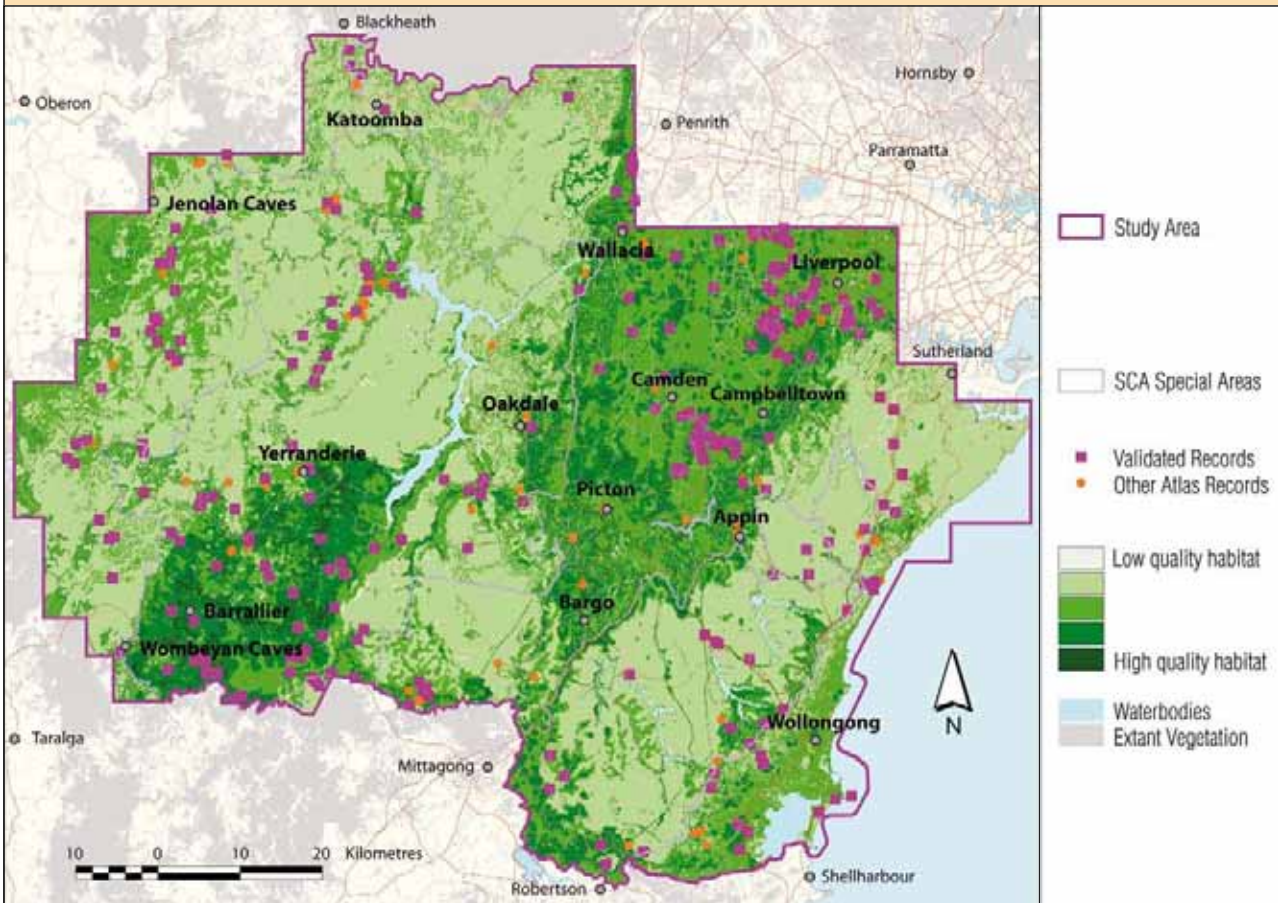 Blackheath
Hornsby
Oberon
Katoomba
Penrith
Parramatta
Jenolan Caves
Wallacia
Liverpool
Sutherland
Camden
Campbelltown
Oakdale
Yerranderie
Picton
Appin
Barrallier
Bargo
Wombeyan Caves
Wollongong
N
Taralga
Mittagong
10 0 10 20 Kilometres
Robertson
Shellharbour
Study Area
SCA Special Areas
Validated Records
Other Atlas Records
Low quality habitat
High quality habitat
Waterbodies
Extant Vegetation